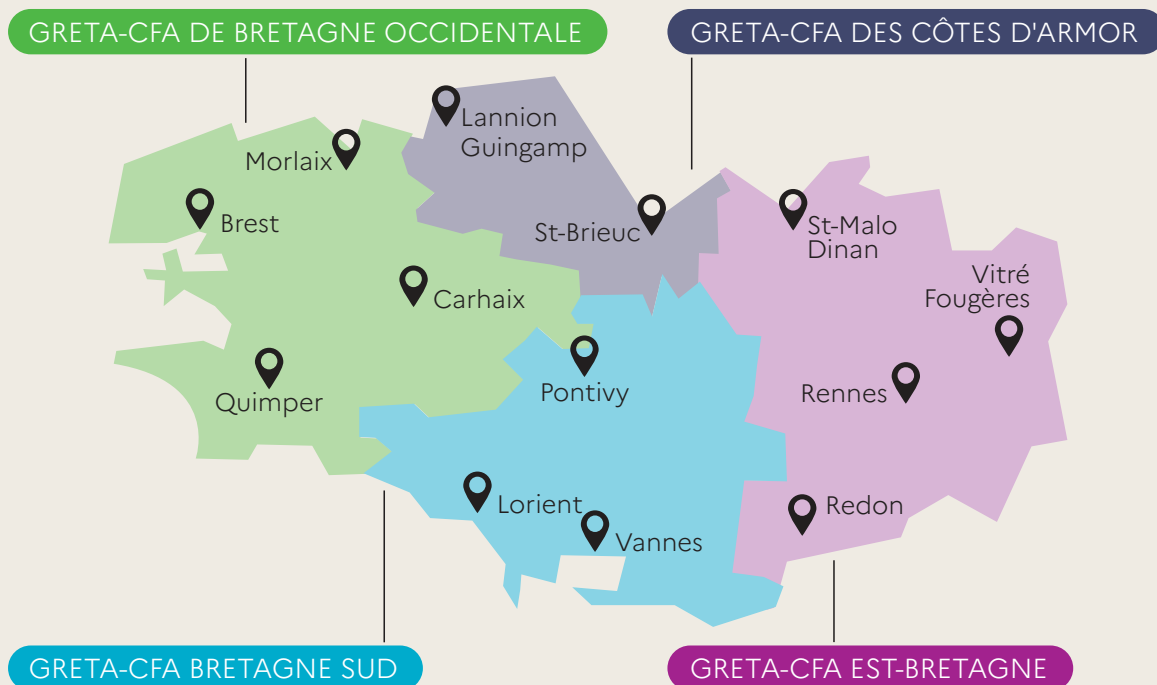 GRETA-CFA DE BRETAGNE OCCIDENTALE
GRETA-CFA DES CÔTES D'ARMOR
Lannion
Guingamp
Morlaix
Brest
St-Brieuc
St-Malo
Dinan
Vitré
Fougères
Carhaix
Quimper
Pontivy
Rennes
Lorient
Vannes
Redon
GRETA-CFA BRETAGNE SUD
GRETA-CFA EST-BRETAGNE